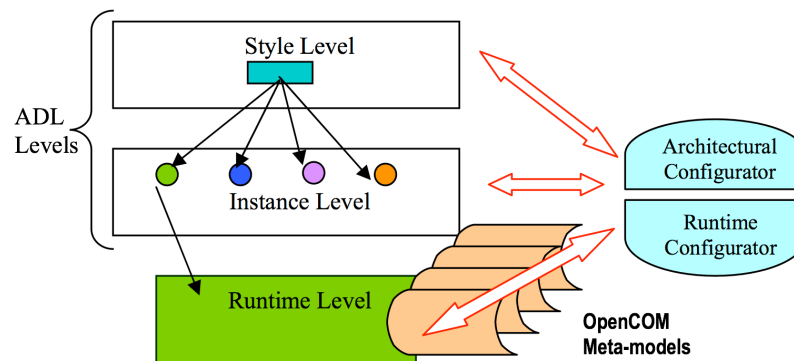 Style Level
ADL
Levels
Instance Level
Architectural
Configurator
Runtime
Configurator
Runtime Level
OpenCOM
Meta-models